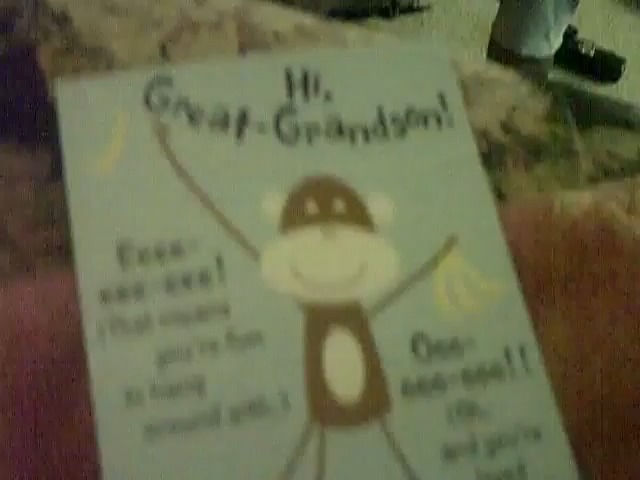 Hi,
Great-Grandson!
Eeee-
eee-eee!
(That means
you're fun
to hang
around with.)
Ooo-
ooo-ooo!!
(Oh,
and you're